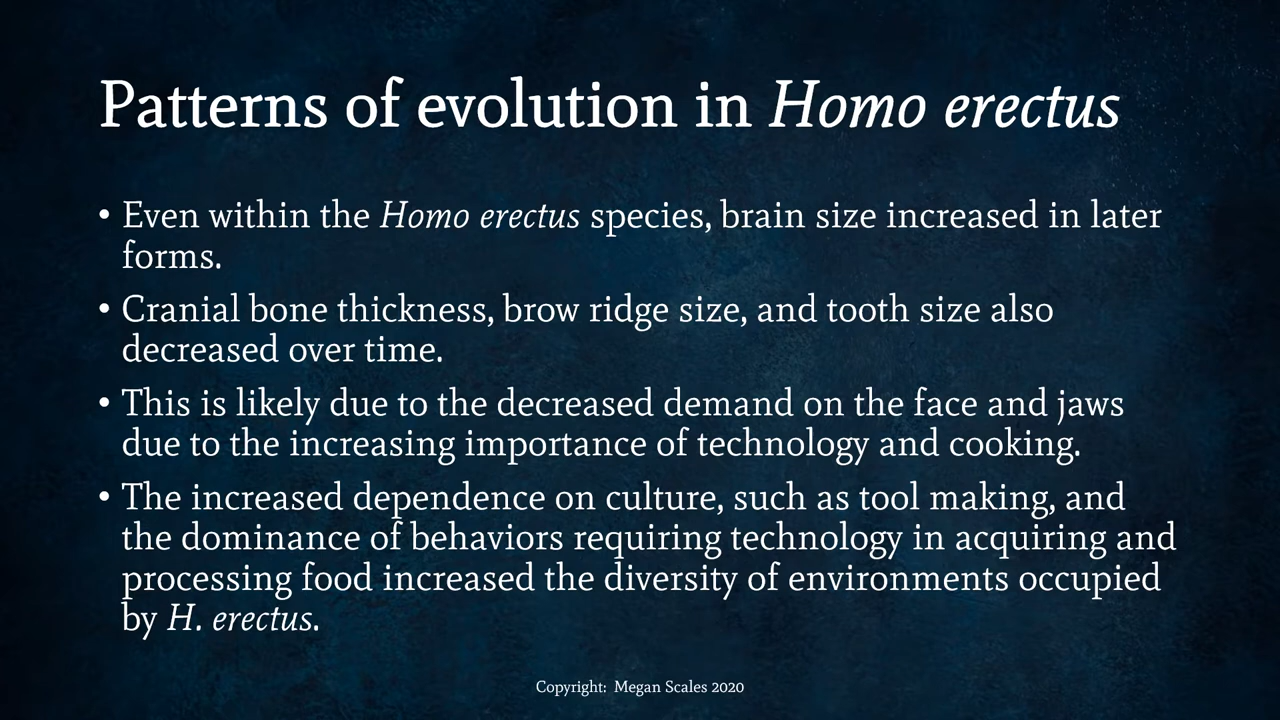 Patterns of evolution in Homo erectus
• Even within the Homo erectus species, brain size increased in later
forms.
• Cranial bone thickness, brow ridge size, and tooth size also
decreased over time.
• This is likely due to the decreased demand on the face and jaws
due to the increasing importance of technology and cooking.
• The increased dependence on culture, such as tool making, and
the dominance of behaviors requiring technology in acquiring and
processing food increased the diversity of environments occupied
by H. erectus.
Copyright:  Megan Scales 2020